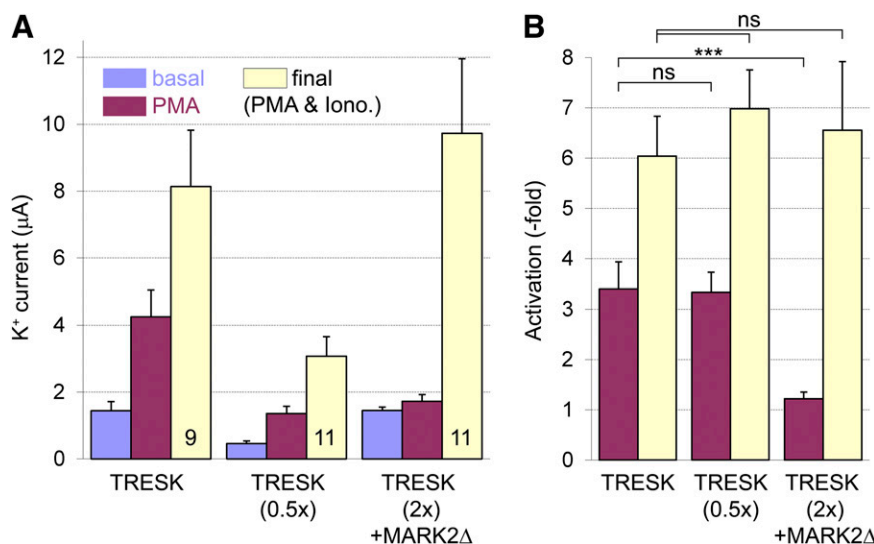 A
12
10
8
6
4
2
0
K+ current (μA)
basal
PMA
final
(PMA & Iono.)
9
11
11
TRESK
TRESK
(0.5x)
TRESK
(2x)
+MARK2Δ
B
8
7
6
5
4
3
2
1
0
Activation (-fold)
ns
***
ns
TRESK
TRESK
(0.5x)
TRESK
(2x)
+MARK2Δ